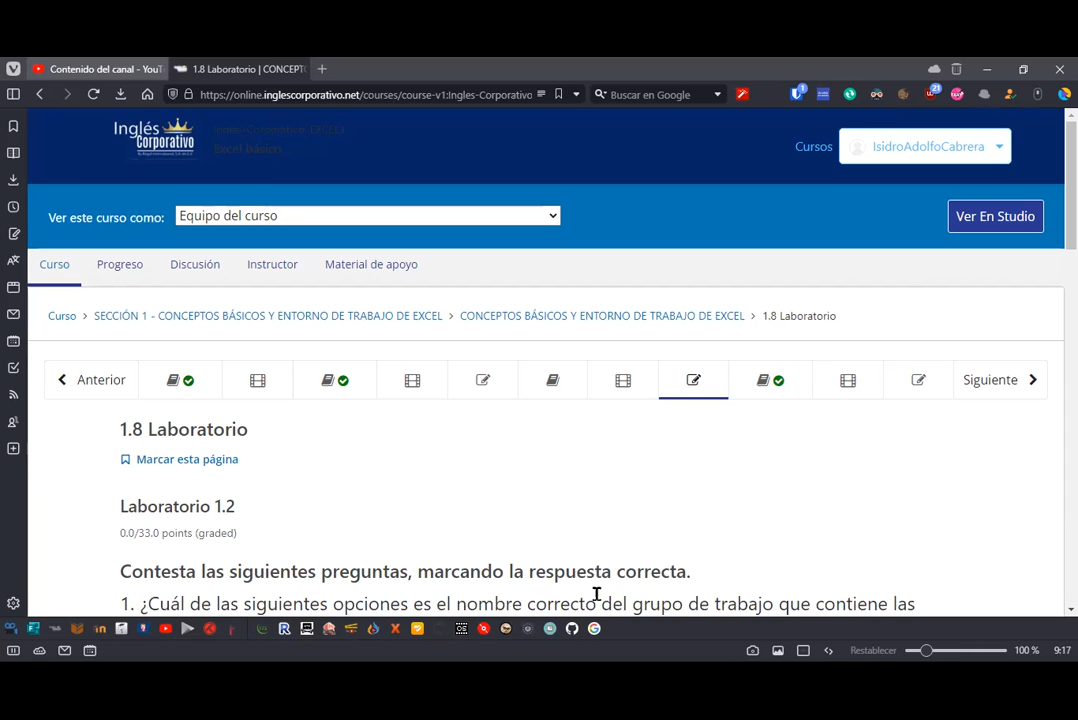 Contenido del canal - YouT
1.8 Laboratorio | CONCEPT
https://online.inglescorporativo.net/courses/course-v1:Ingles-Corporativo
Buscar en Google
1
21
Inglés
Corporativo
Excel Básico
Cursos
IsidroAdolfoCabrera
Ver este curso como:
Equipo del curso
Ver En Studio
Curso
Progreso
Discusión
Instructor
Material de apoyo
Curso > SECCIÓN 1 - CONCEPTOS BÁSICOS Y ENTORNO DE TRABAJO DE EXCEL > CONCEPTOS BÁSICOS Y ENTORNO DE TRABAJO DE EXCEL > 1.8 Laboratorio
Anterior
Siguiente
1.8 Laboratorio
Marcar esta página
Laboratorio 1.2
0.0/33.0 points (graded)
Contesta las siguientes preguntas, marcando la respuesta correcta.
1. ¿Cuál de las siguientes opciones es el nombre correcto del grupo de trabajo que contiene las
Restablecer
100 %
9:17